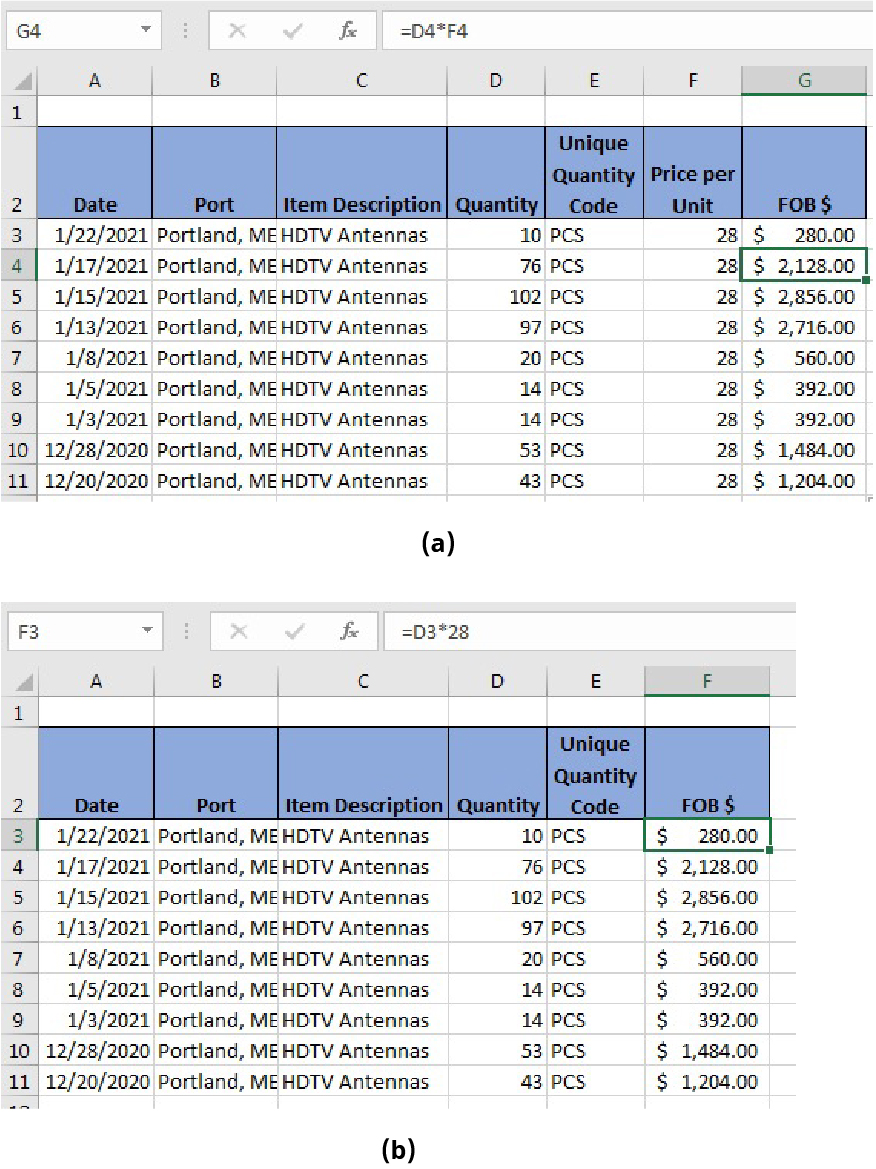 G4 fx =D4*F4
A B C D E F G
1
2 Date Port Item Description Quantity Unique Quantity Code Price per Unit FOB $
3 1/22/2021 Portland, ME HDTV Antennas 10 PCS 28 $ 280.00
4 1/17/2021 Portland, ME HDTV Antennas 76 PCS 28 $ 2,128.00
5 1/15/2021 Portland, ME HDTV Antennas 102 PCS 28 $ 2,856.00
6 1/13/2021 Portland, ME HDTV Antennas 97 PCS 28 $ 2,716.00
7 1/8/2021 Portland, ME HDTV Antennas 20 PCS 28 $ 560.00
8 1/5/2021 Portland, ME HDTV Antennas 14 PCS 28 $ 392.00
9 1/3/2021 Portland, ME HDTV Antennas 14 PCS 28 $ 392.00
10 12/28/2020 Portland, ME HDTV Antennas 53 PCS 28 $ 1,484.00
11 12/20/2020 Portland, ME HDTV Antennas 43 PCS 28 $ 1,204.00
(a)
F3 fx =D3*28
A B C D E F
1
2 Date Port Item Description Quantity Unique Quantity Code FOB $
3 1/22/2021 Portland, ME HDTV Antennas 10 PCS $ 280.00
4 1/17/2021 Portland, ME HDTV Antennas 76 PCS $ 2,128.00
5 1/15/2021 Portland, ME HDTV Antennas 102 PCS $ 2,856.00
6 1/13/2021 Portland, ME HDTV Antennas 97 PCS $ 2,716.00
7 1/8/2021 Portland, ME HDTV Antennas 20 PCS $ 560.00
8 1/5/2021 Portland, ME HDTV Antennas 14 PCS $ 392.00
9 1/3/2021 Portland, ME HDTV Antennas 14 PCS $ 392.00
10 12/28/2020 Portland, ME HDTV Antennas 53 PCS $ 1,484.00
11 12/20/2020 Portland, ME HDTV Antennas 43 PCS $ 1,204.00
(b)